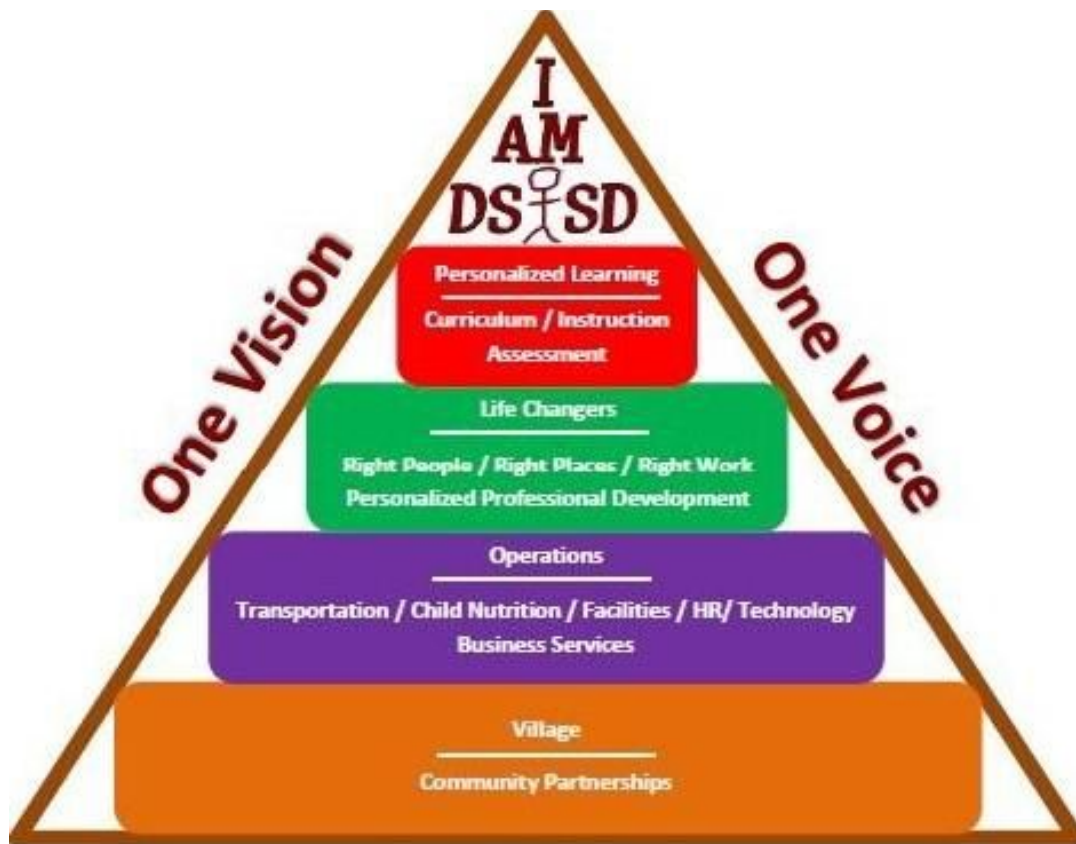 I
AM
DS SD
One Vision
One Voice
Personalized Learning
Curriculum / Instruction
Assessment
Life Changers
Right People / Right Places / Right Work
Personalized Professional Development
Operations
Transportation / Child Nutrition / Facilities / HR/ Technology
Business Services
Village
Community Partnerships